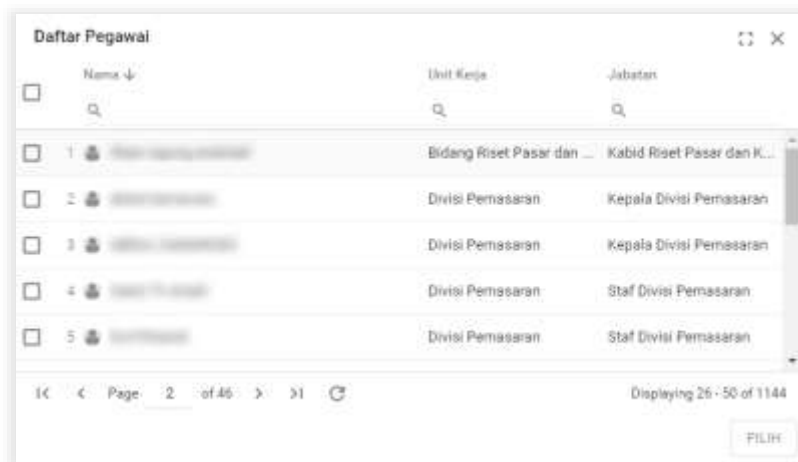 Daftar Pegawai
Nama Unit Kerja Jabatan
1 Bidang Riset Pasar dan ... Kabid Riset Pasar dan K...
2 Divisi Pemasaran Kepala Divisi Pemasaran
3 Divisi Pemasaran Kepala Divisi Pemasaran
4 Divisi Pemasaran Staf Divisi Pemasaran
5 Divisi Pemasaran Staf Divisi Pemasaran
Page 2 of 46 Displaying 26 - 50 of 1144
PILIH